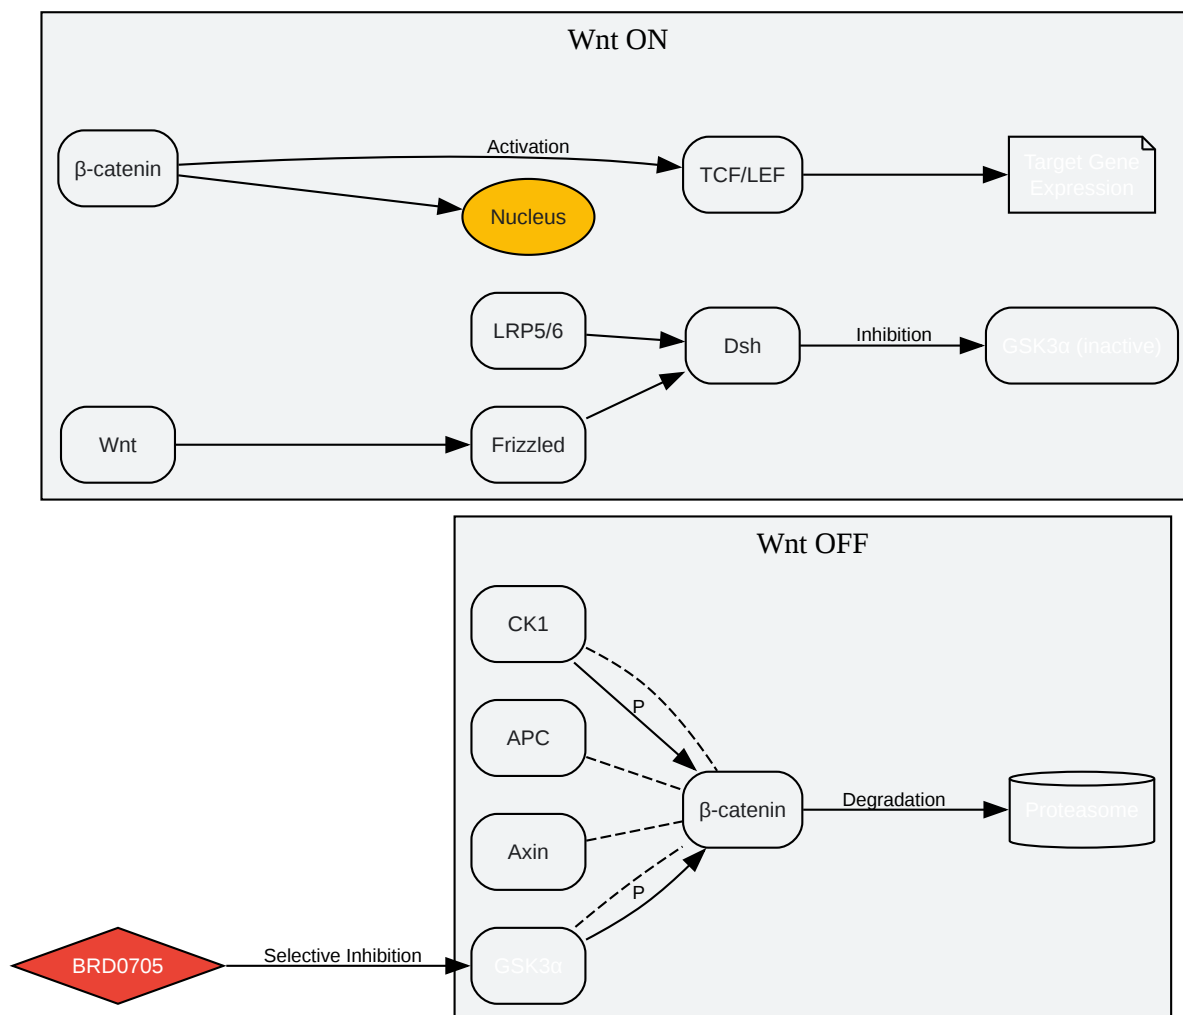 Wnt ON
β-catenin
Activation
TCF/LEF
Target Gene
Expression
Nucleus
LRP5/6
Dsh
Inhibition
GSK3α (inactive)
Wnt
Frizzled
Wnt OFF
CK1
P
APC
β-catenin
Degradation
Proteasome
Axin
P
BRD0705
Selective Inhibition
GSK3α